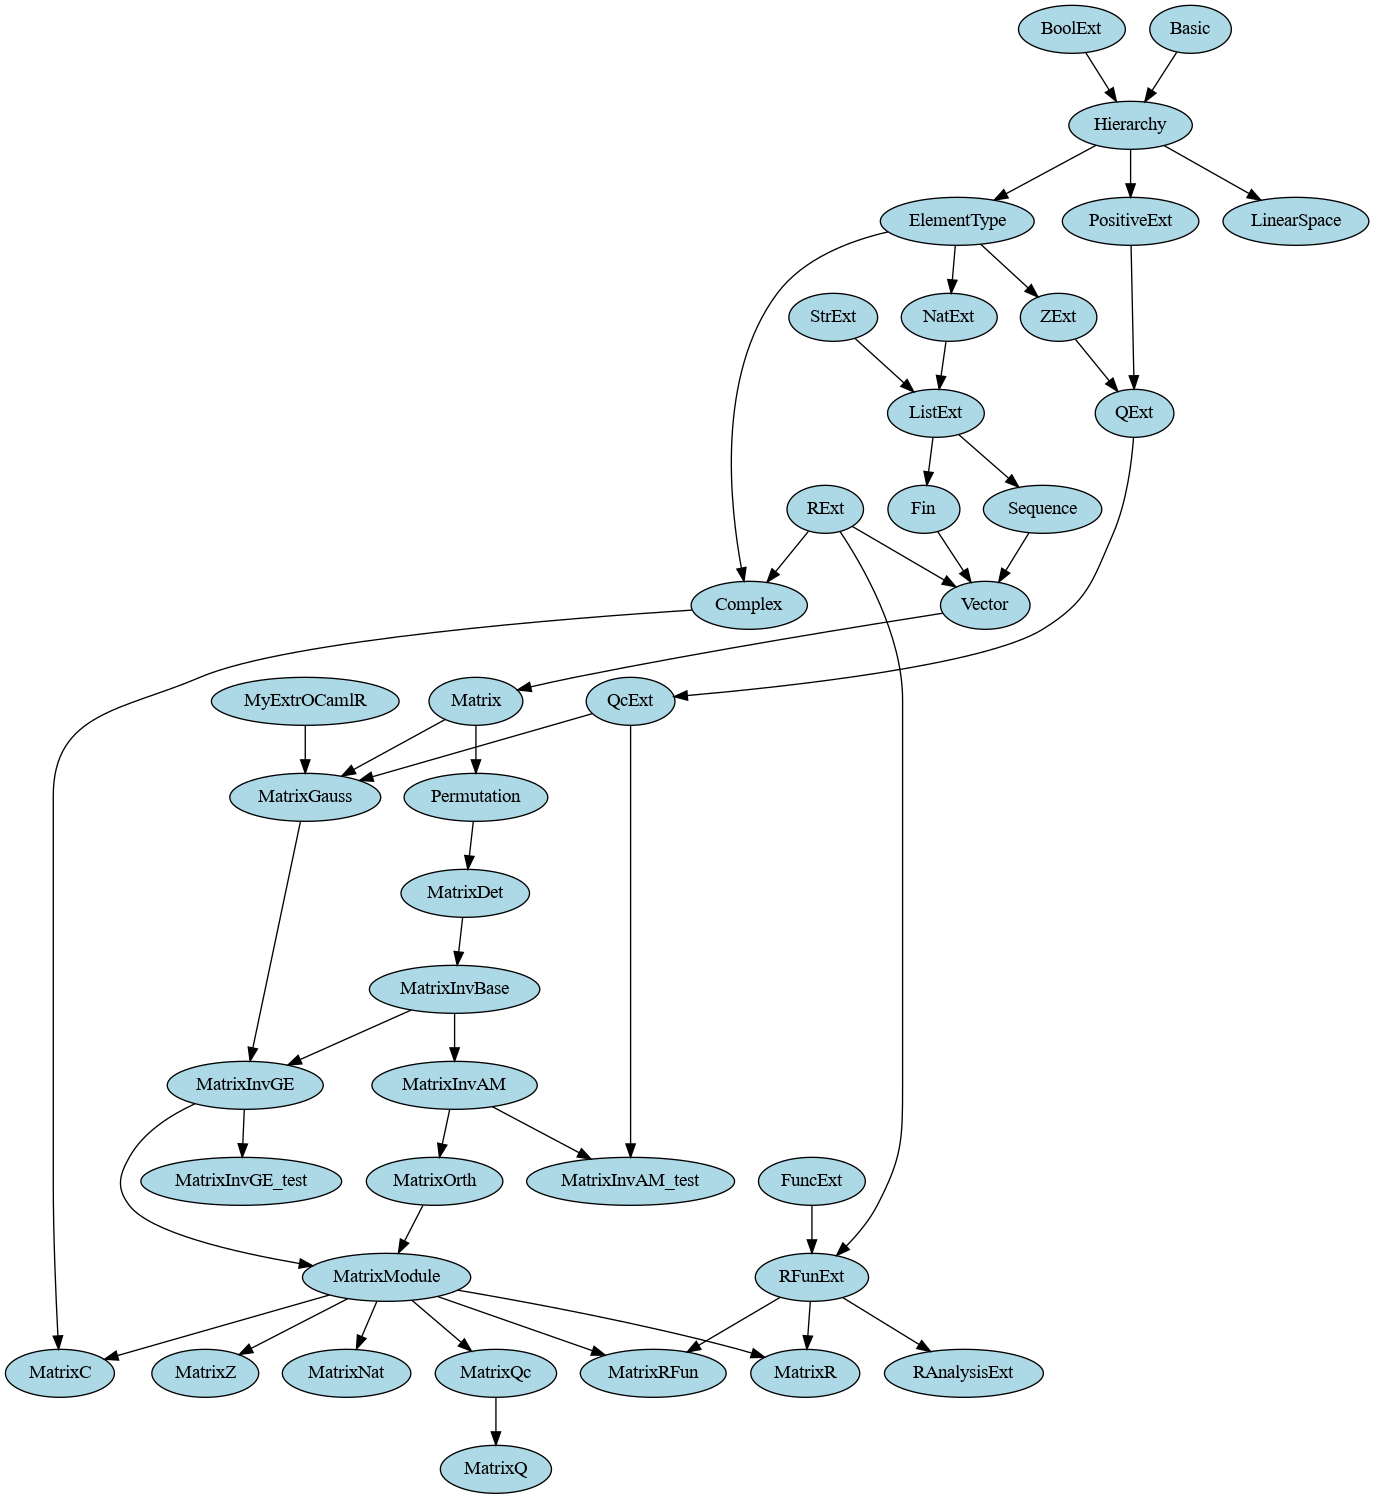 BoolExt
Basic
Hierarchy
ElementType
PositiveExt
LinearSpace
StrExt
NatExt
ZExt
ListExt
QExt
RExt
Fin
Sequence
Complex
Vector
MyExtrOCamlR
Matrix
QcExt
MatrixGauss
Permutation
MatrixDet
MatrixInvBase
MatrixInvGE
MatrixInvAM
MatrixInvGE_test
MatrixOrth
MatrixInvAM_test
FuncExt
MatrixModule
RFunExt
MatrixC
MatrixZ
MatrixNat
MatrixQc
MatrixRFun
MatrixR
RAnalysisExt
MatrixQ